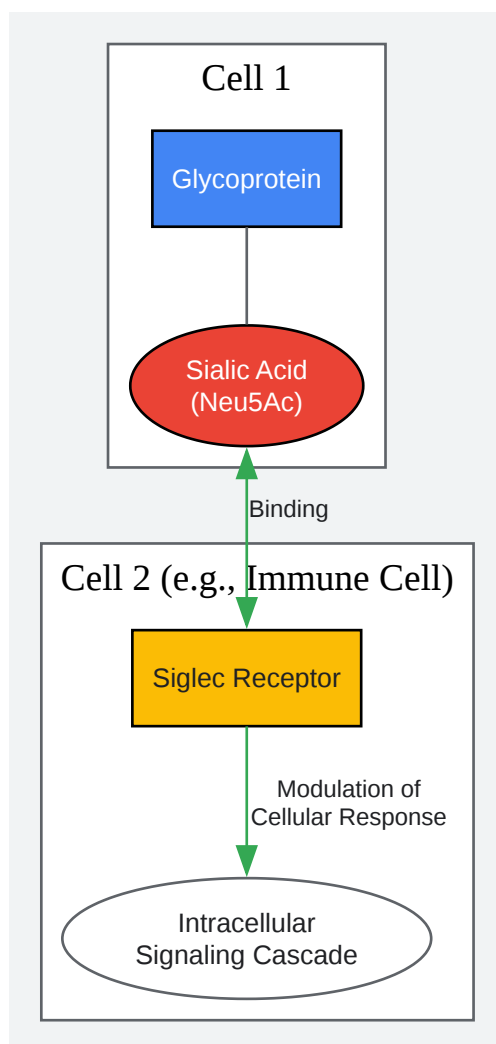 Cell 1
Glycoprotein
Sialic Acid
(Neu5Ac)
Binding
Cell 2 (e.g., Immune Cell)
Siglec Receptor
Modulation of
Cellular Response
Intracellular
Signaling Cascade